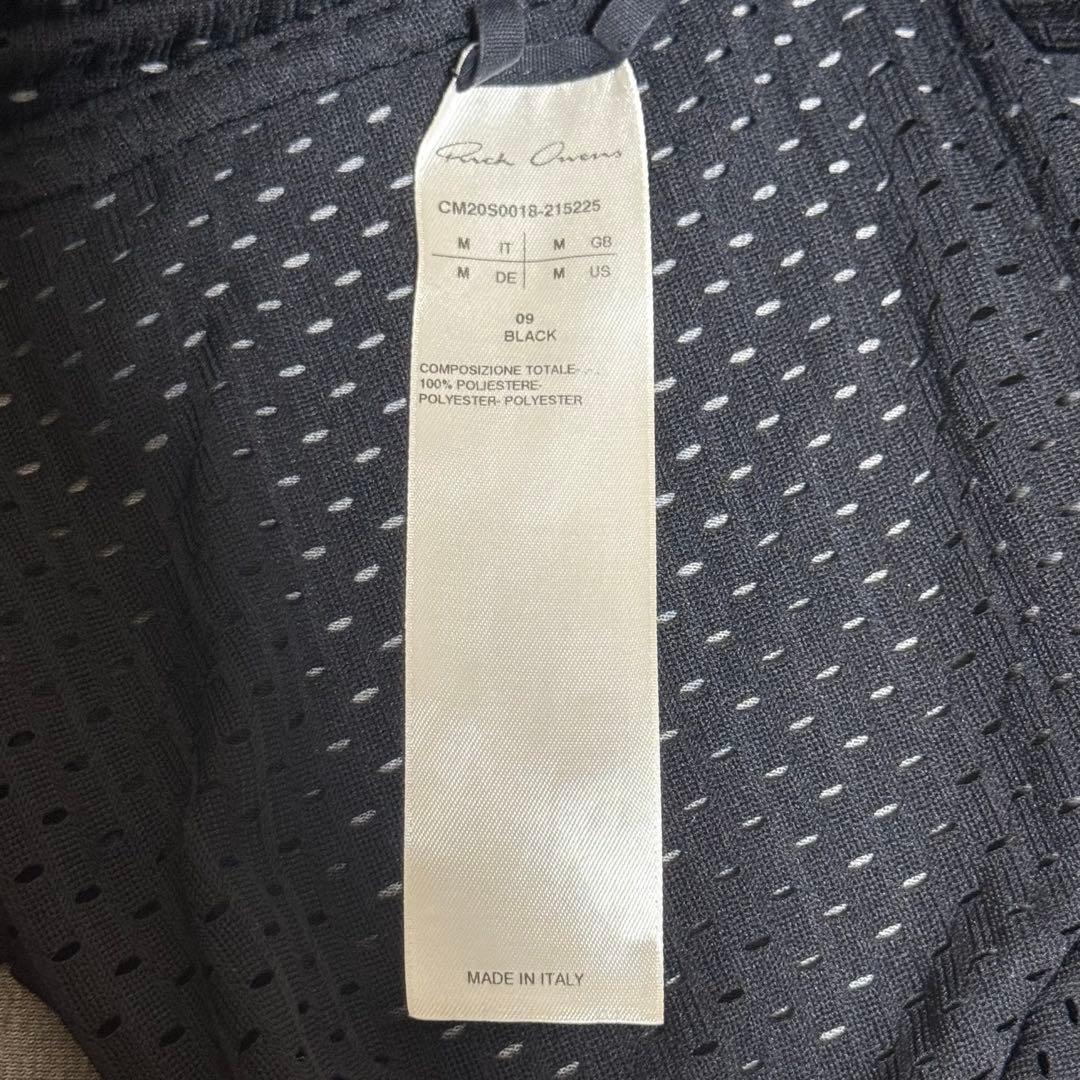 Rick Owens
CM20S0018-215225
M IT M GB
M DE M US
09
BLACK
COMPOSIZIONE TOTALE-
100% POLIESTERE-
POLYESTER- POLYESTER
MADE IN ITALY